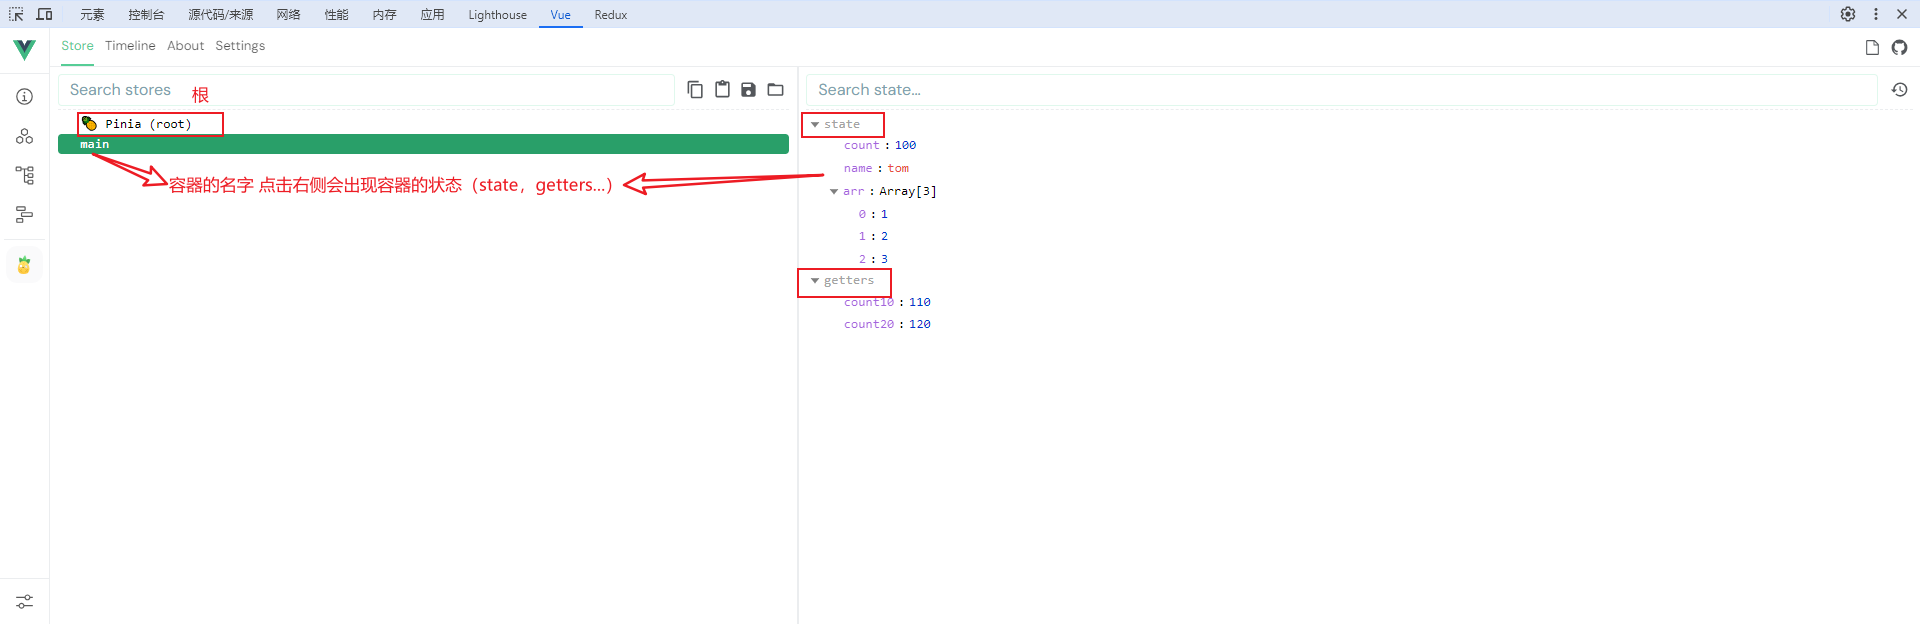 元素 控制台 源代码/来源 网络 性能 内存 应用 Lighthouse Vue Redux
Store Timeline About Settings
Search stores 根
Pinia (root)
main
容器的名字 点击右侧会出现容器的状态（state，getters...）
Search state...
state
count : 100
name : tom
arr : Array[3]
0 : 1
1 : 2
2 : 3
getters
count10 : 110
count20 : 120